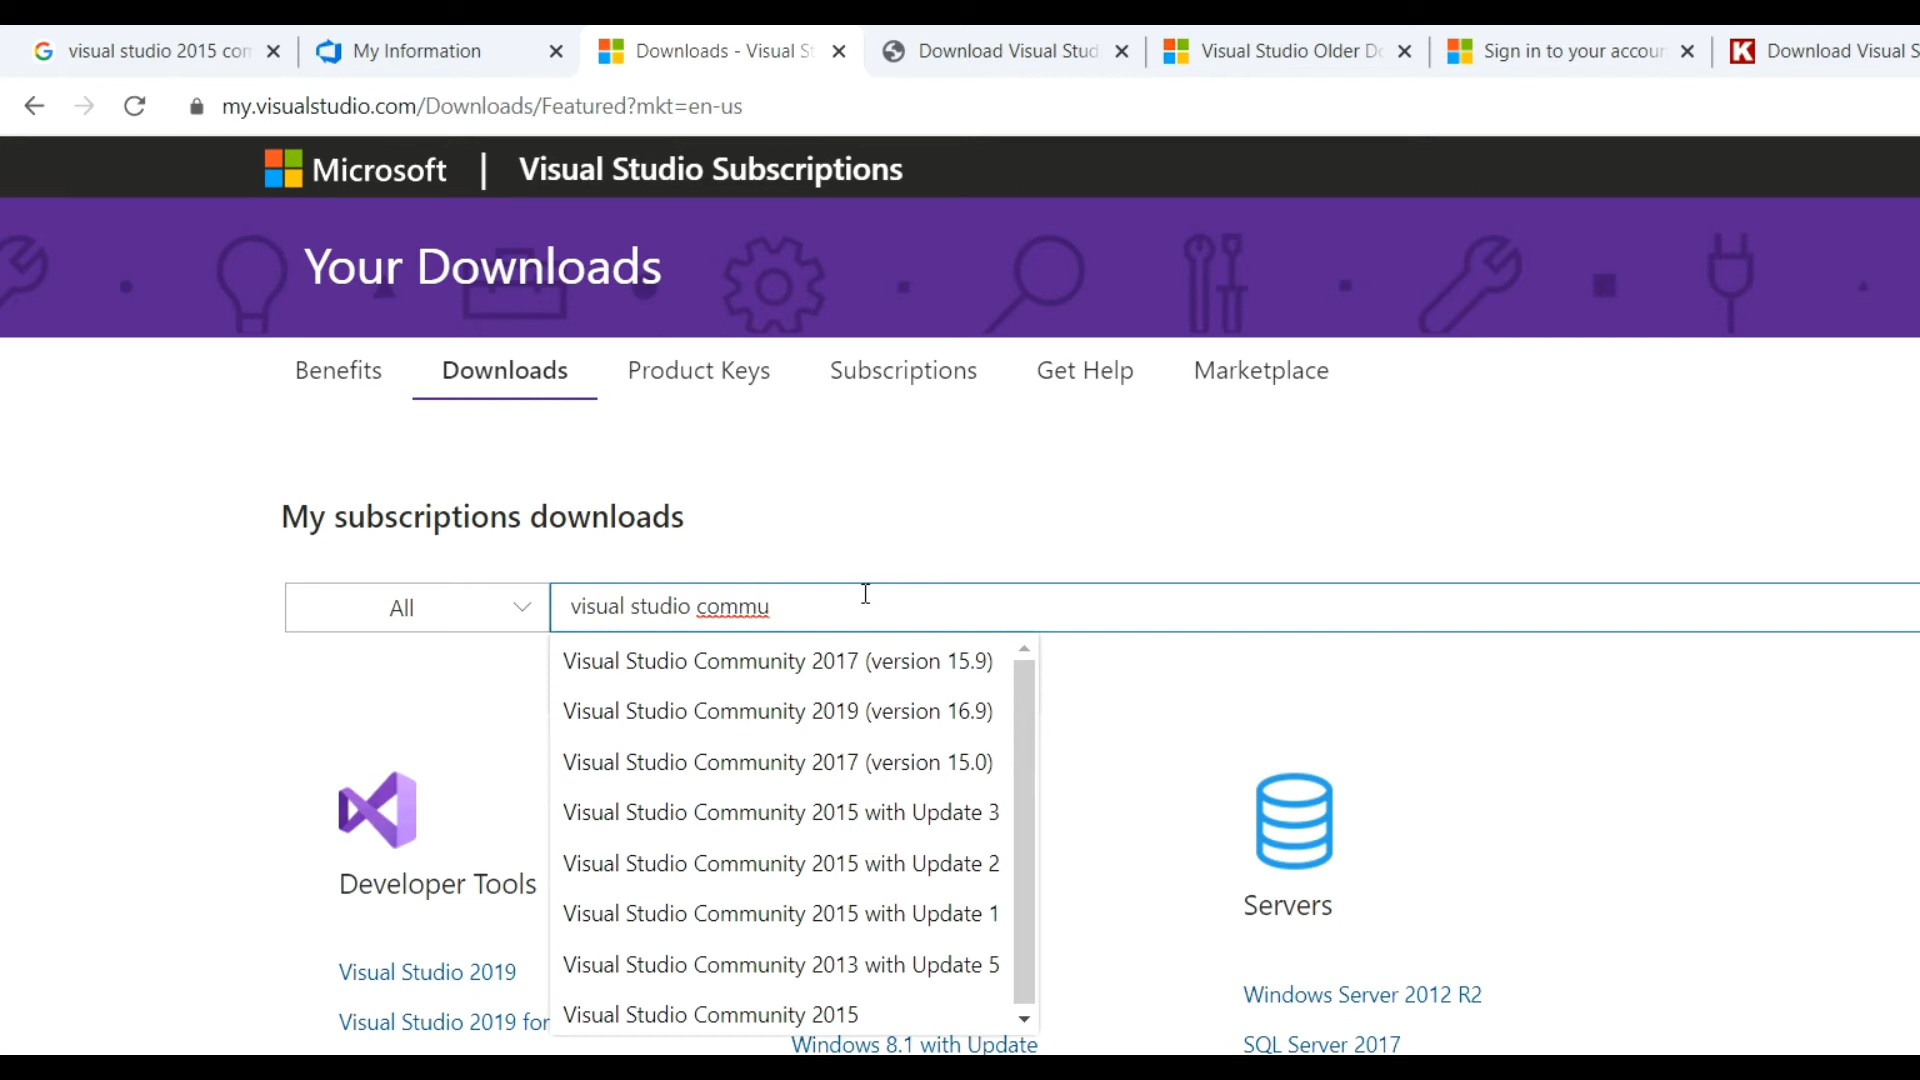 visual studio 2015 com
My Information
Downloads - Visual St
Download Visual Stud
Visual Studio Older Do
Sign in to your accoun
Download Visual S
my.visualstudio.com/Downloads/Featured?mkt=en-us
Microsoft | Visual Studio Subscriptions
Your Downloads
Benefits
Downloads
Product Keys
Subscriptions
Get Help
Marketplace
My subscriptions downloads
All
visual studio commu
Visual Studio Community 2017 (version 15.9)
Visual Studio Community 2019 (version 16.9)
Visual Studio Community 2017 (version 15.0)
Visual Studio Community 2015 with Update 3
Visual Studio Community 2015 with Update 2
Visual Studio Community 2015 with Update 1
Visual Studio Community 2013 with Update 5
Visual Studio Community 2015
Developer Tools
Visual Studio 2019
Visual Studio 2019 for
Windows 8.1 with Update
Servers
Windows Server 2012 R2
SQL Server 2017